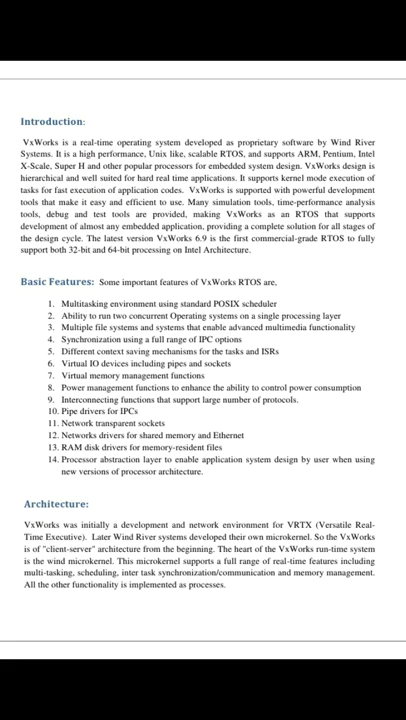 Introduction:
VxWorks is a real-time operating system developed as proprietary software by Wind River
Systems. It is a high performance, Unix like, scalable RTOS, and supports ARM, Pentium, Intel
X-Scale, Super H and other popular processors for embedded system design. VxWorks design is
hierarchical and well suited for hard real time applications. It supports kernel mode execution of
tasks for fast execution of application codes. VxWorks is supported with powerful development
tools that make it easy and efficient to use. Many simulation tools, time-performance analysis
tools, debug and test tools are provided, making VxWorks as an RTOS that supports
development of almost any embedded application, providing a complete solution for all stages of
the design cycle. The latest version VxWorks 6.9 is the first commercial-grade RTOS to fully
support both 32-bit and 64-bit processing on Intel Architecture.
Basic Features: Some important features of VxWorks RTOS are,
1. Multitasking environment using standard POSIX scheduler
2. Ability to run two concurrent Operating systems on a single processing layer
3. Multiple file systems and systems that enable advanced multimedia functionality
4. Synchronization using a full range of IPC options
5. Different context saving mechanisms for the tasks and ISRs
6. Virtual IO devices including pipes and sockets
7. Virtual memory management functions
8. Power management functions to enhance the ability to control power consumption
9. Interconnecting functions that support large number of protocols.
10. Pipe drivers for IPCs
11. Network transparent sockets
12. Networks drivers for shared memory and Ethernet
13. RAM disk drivers for memory-resident files
14. Processor abstraction layer to enable application system design by user when using
new versions of processor architecture.
Architecture:
VxWorks was initially a development and network environment for VRTX (Versatile Real-
Time Executive). Later Wind River systems developed their own microkernel. So the VxWorks
is of "client-server" architecture from the beginning. The heart of the VxWorks run-time system
is the wind microkernel. This microkernel supports a full range of real-time features including
multi-tasking, scheduling, inter task synchronization/communication and memory management.
All the other functionality is implemented as processes.